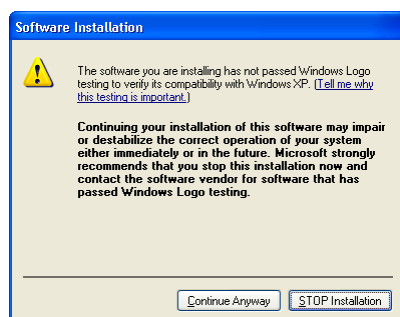 Software Installation
The software you are installing has not passed Windows Logo
testing to verify its compatibility with Windows XP. (Tell me why
this testing is important.)
Continuing your installation of this software may impair
or destabilize the correct operation of your system
either immediately or in the future. Microsoft strongly
recommends that you stop this installation now and
contact the software vendor for software that has
passed Windows Logo testing.
Continue Anyway
STOP Installation